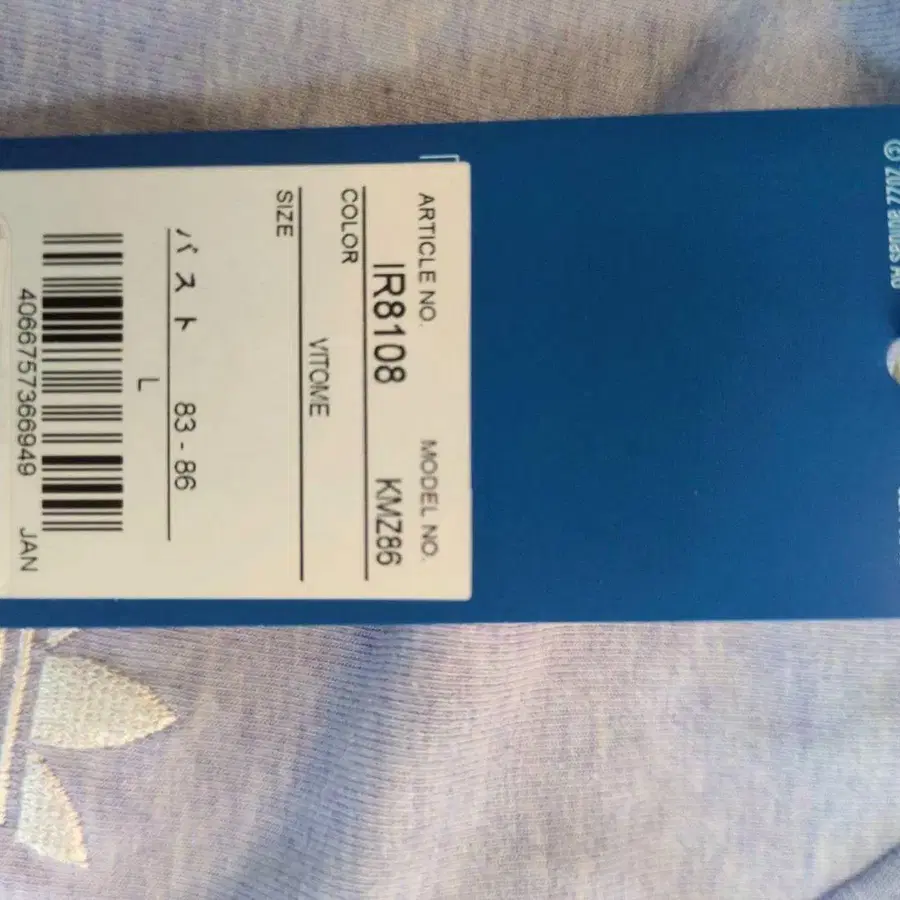 ARTICLE NO. MODEL NO.
IR8108 KMZ86
COLOR
VITOME
SIZE
バスト 83 - 86
L
4066757366949 JAN
© 2022 adidas AG